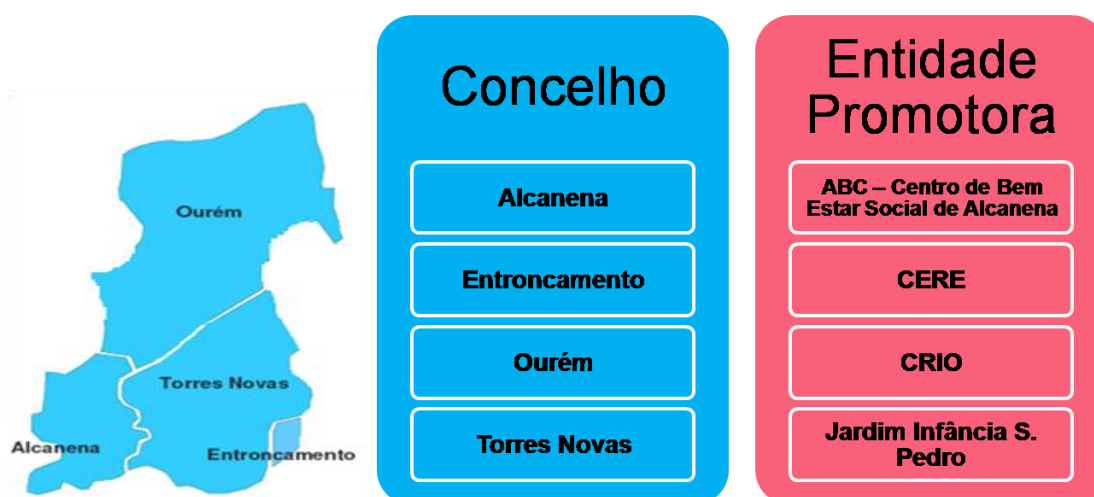 Ourém
Torres Novas
Alcanena
Entroncamento
Concelho
Alcanena
Entroncamento
Ourém
Torres Novas
Entidade
Promotora
ABC – Centro de Bem
Estar Social de Alcanena
CERE
CRIO
Jardim Infância S.
Pedro